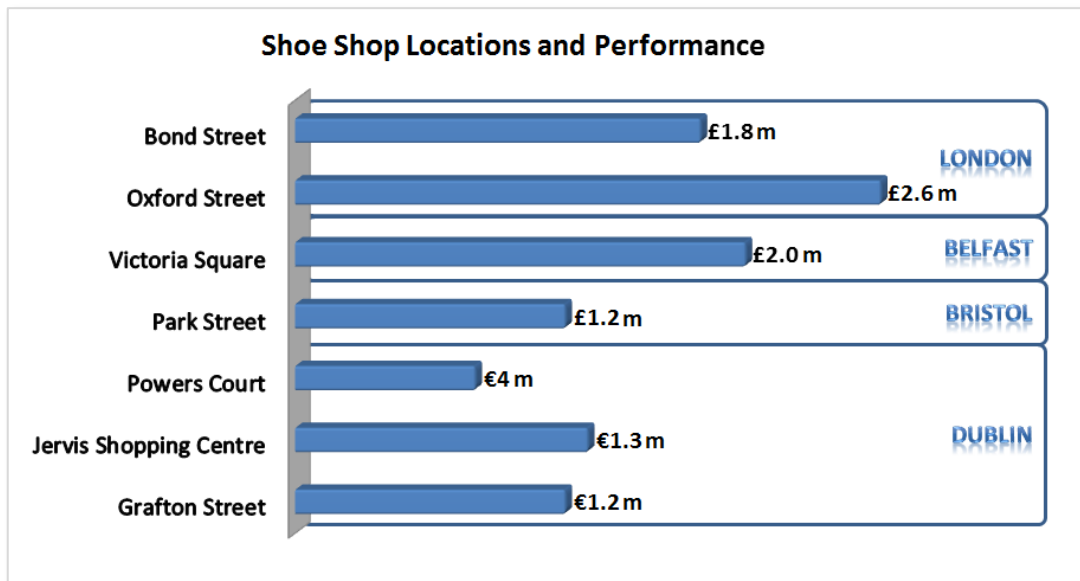 Shoe Shop Locations and Performance
Bond Street
£1.8 m
LONDON
Oxford Street
£2.6 m
Victoria Square
£2.0 m
BELFAST
Park Street
£1.2 m
BRISTOL
Powers Court
€4 m
Jervis Shopping Centre
€1.3 m
DUBLIN
Grafton Street
€1.2 m